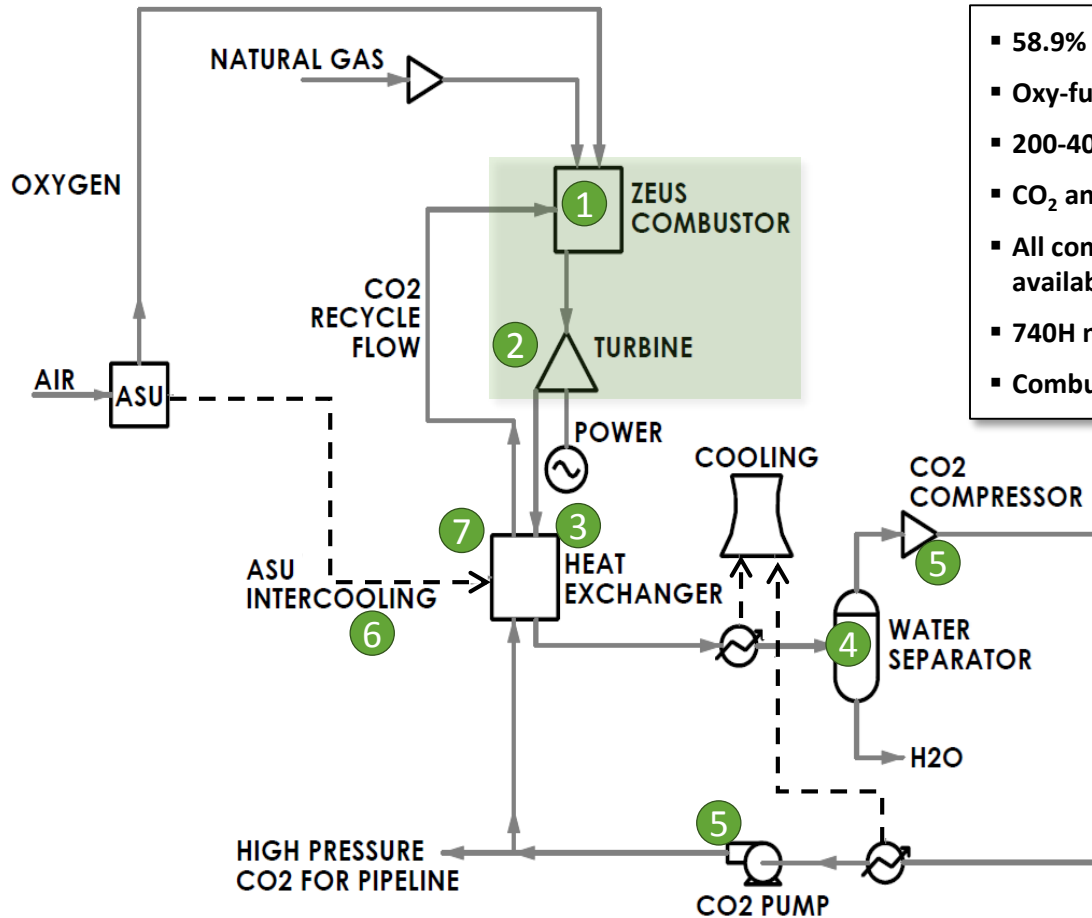 NATURAL GAS
OXYGEN
1
ZEUS
COMBUSTOR
CO2
RECYCLE
FLOW
2
TURBINE
AIR
ASU
POWER
COOLING
CO2
COMPRESSOR
5
7
3
HEAT
EXCHANGER
ASU
INTERCOOLING
6
4
WATER
SEPARATOR
H2O
5
HIGH PRESSURE
CO2 FOR PIPELINE
CO2 PUMP
▪ 58.9%
▪ Oxy-fu
▪ 200-40
▪ CO₂ an
▪ All con
availab
▪ 740H r
▪ Combu